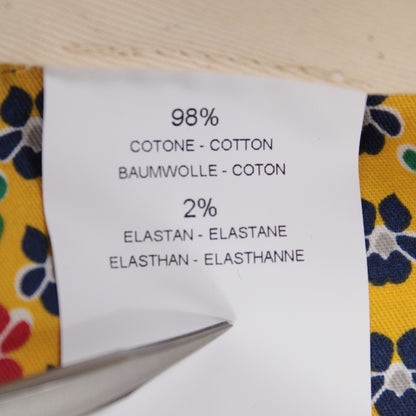 98%
COTONE - COTTON
BAUMWOLLE - COTON
2%
ELASTAN - ELASTANE
ELASTHAN - ELASTHANNE